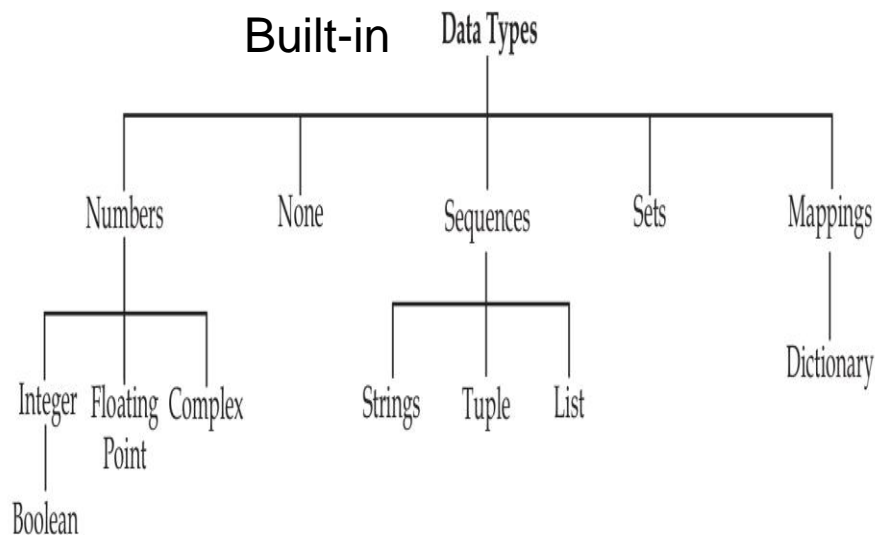 Built-in Data Types
Numbers None Sequences Sets Mappings
Dictionary
Integer Floating Point Complex Strings Tuple List
Boolean